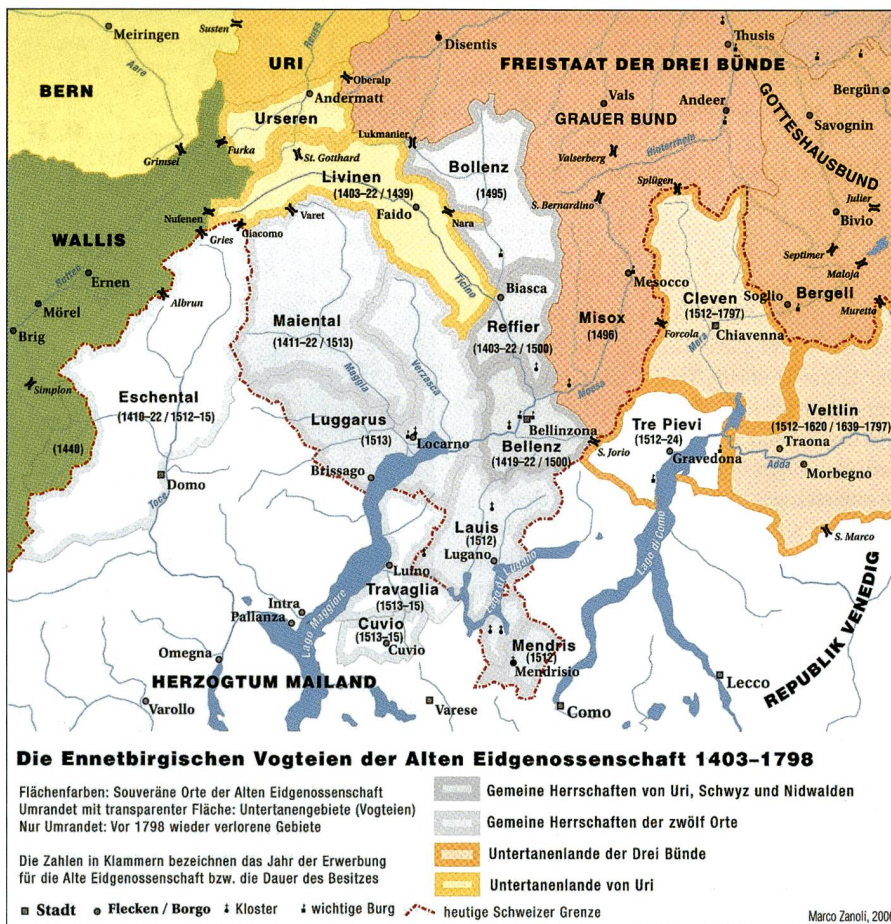 Meiringen
Susten
Reuss
Disentis
Thusis
URI
FREISTAAT DER DREI BÜNDE
Oberalp
Aare
BERN
Andermatt
Vals
Andeer
Bergün
GRAUER BUND
GOTTESHAUSBUND
Urseren
Savognin
Lukmanier
Furka
Grimsel
St. Gotthard
Bollenz
(1495)
Valserberg
Hinterrhein
Livinen
(1403–22 / 1439)
Splügen
S. Bernardino
Julier
Nufenen
Varet
Faido
Nara
Bivio
WALLIS
Gries
Giacomo
Septimer
Rotten
Ernen
Ticino
Mesocco
Maloja
Albrun
Biasca
Cleven
(1512–1797)
Soglio
Bergell
Mörel
Muretto
Maiental
(1411–22 / 1513)
Reffier
(1403–22 / 1500)
Misox
(1496)
Forcola
Mera
Chiavenna
Brig
Verzasca
Maggia
Simplon
Eschental
(1410–22 / 1512–15)
Moesa
Veltlin
(1512–1620 / 1639–1797)
Luggarus
(1513)
Bellinzona
Tre Pievi
(1512–24)
(1440)
Locarno
Bellenz
(1419–22 / 1500)
Traona
S. Jorio
Gravedona
Brissago
Adda
Morbegno
Domo
Toce
Lauis
(1512)
S. Marco
Lugano
Lago di Como
Luino
Lago di Lugano
Travaglia
(1513–15)
Intra
Pallanza
Lago Maggiore
Cuvio
(1513–15)
Cuvio
Mendris
(1512)
Mendrisio
REPUBLIK VENEDIG
Omegna
HERZOGTUM MAILAND
Lecco
Varollo
Varese
Como
Die Ennetbirgischen Vogteien der Alten Eidgenossenschaft 1403–1798
Flächenfarben: Souveräne Orte der Alten Eidgenossenschaft
Umrandet mit transparenter Fläche: Untertanengebiete (Vogteien)
Nur Umrandet: Vor 1798 wieder verlorene Gebiete
Die Zahlen in Klammern bezeichnen das Jahr der Erwerbung
für die Alte Eidgenossenschaft bzw. die Dauer des Besitzes
Gemeine Herrschaften von Uri, Schwyz und Nidwalden
Gemeine Herrschaften der zwölf Orte
Untertanenlande der Drei Bünde
Untertanenlande von Uri
Stadt
Flecken / Borgo
Kloster
wichtige Burg
heutige Schweizer Grenze
Marco Zanoli,